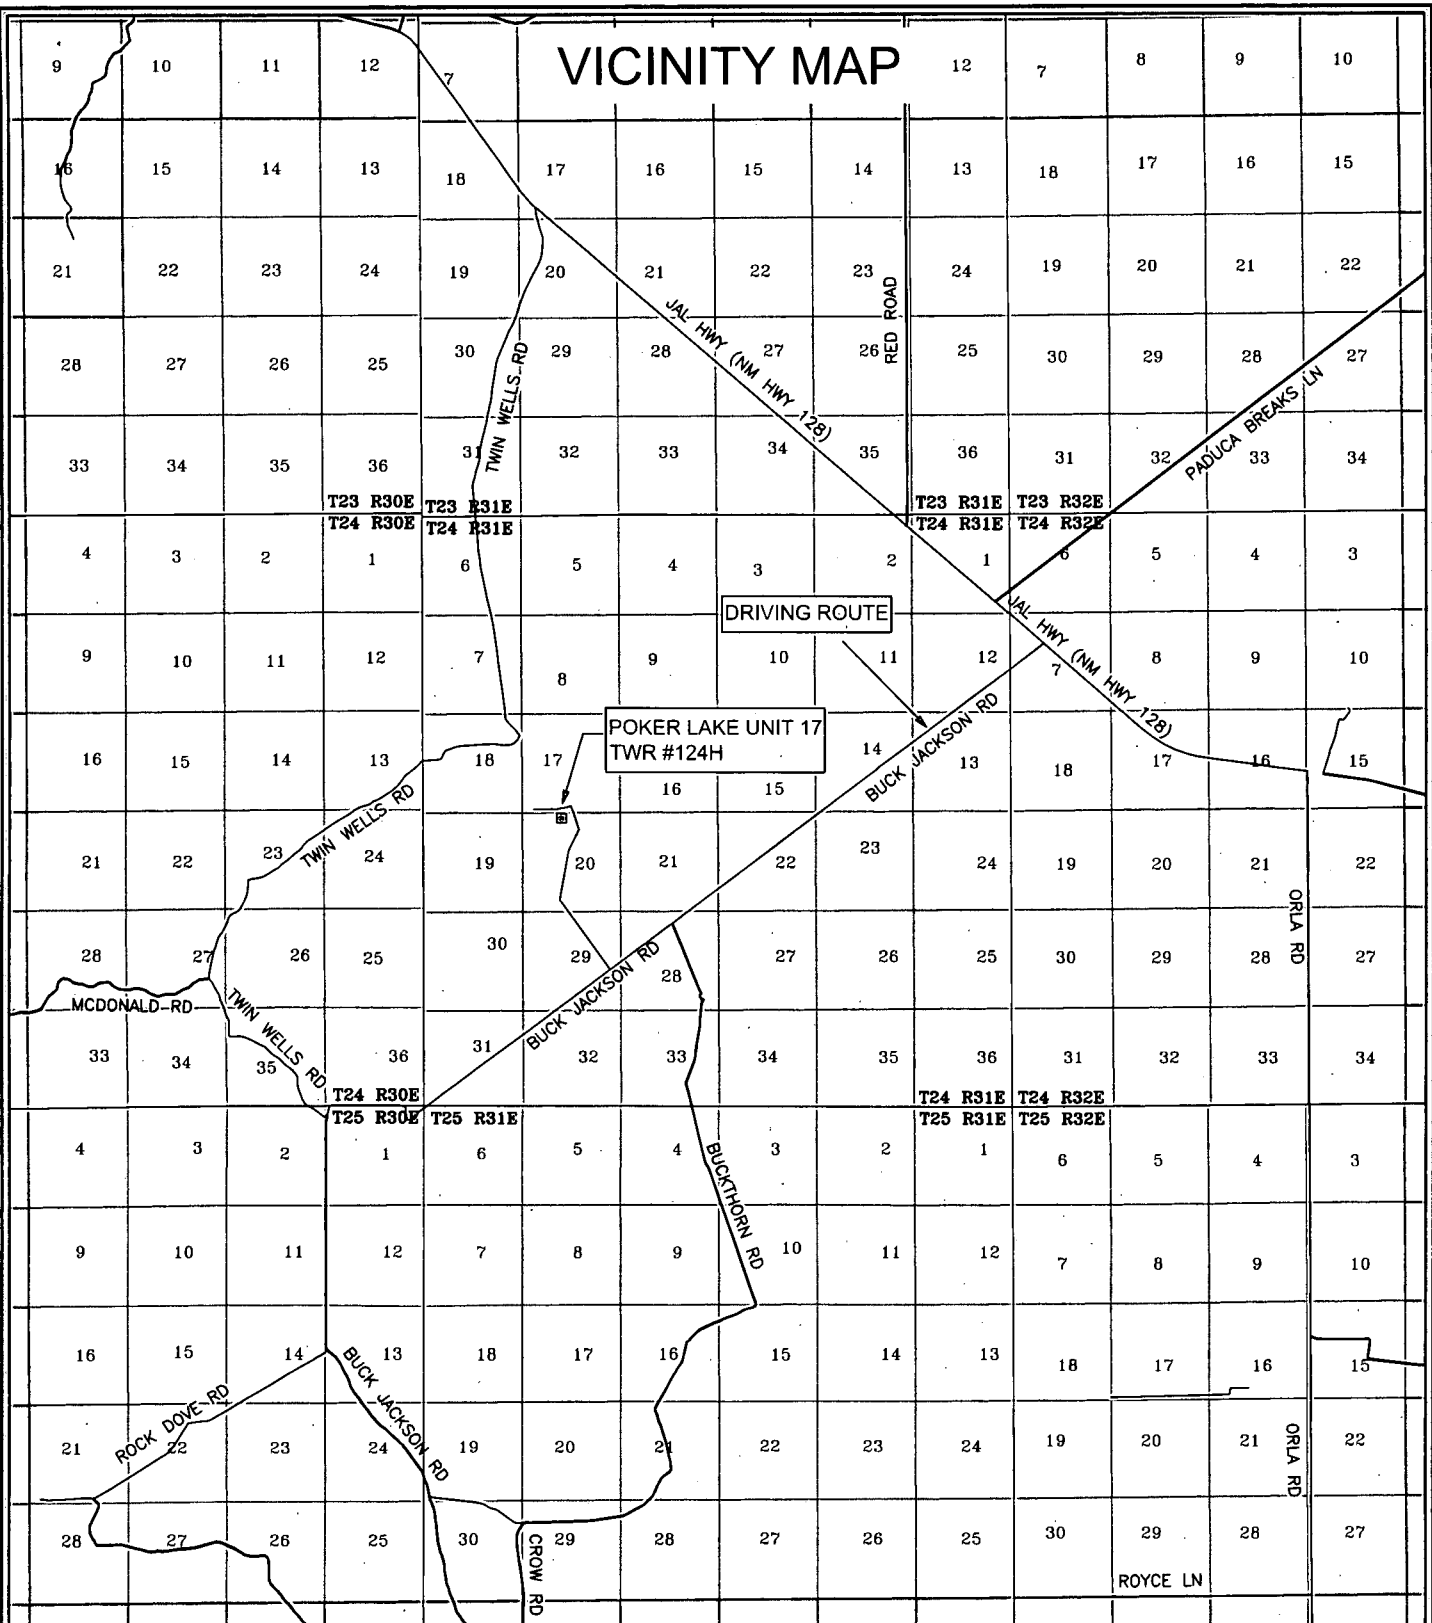 VICINITY MAP
9 10 11 12 7 12 7 8 9 10
16 15 14 13 18 17 16 15 14 13 18 17 16 15
21 22 23 24 19 20 21 22 23 24 19 20 21 22
RED ROAD
JAL HWY (NM HWY 128)
TWIN WELLS RD
28 27 26 25 30 29 28 27 26 25 30 29 28 27
PADUCA BREAKS LN
33 34 35 36 31 32 33 34 35 36 31 32 33 34
T23 R30E T23 R31E T23 R31E T23 R32E
T24 R30E T24 R31E T24 R31E T24 R32E
4 3 2 1 6 5 4 3 2 1 6 5 4 3
DRIVING ROUTE
JAL HWY (NM HWY 128)
9 10 11 12 7 8 9 10 11 12 7 8 9 10
POKER LAKE UNIT 17
TWR #124H
BUCK JACKSON RD
16 15 14 13 18 17 16 15 14 13 18 17 16 15
TWIN WELLS RD
21 22 23 24 19 20 21 22 23 24 19 20 21 22
ORLA RD
28 27 26 25 30 29 28 27 26 25 30 29 28 27
BUCK JACKSON RD
MCDONALD RD
TWIN WELLS RD
33 34 35 36 31 32 33 34 35 36 31 32 33 34
T24 R30E T24 R31E T24 R32E
T25 R30E T25 R31E T25 R31E T25 R32E
4 3 2 1 6 5 4 3 2 1 6 5 4 3
BUCKTHORN RD
9 10 11 12 7 8 9 10 11 12 7 8 9 10
16 15 14 13 18 17 16 15 14 13 18 17 16 15
BUCK JACKSON RD
ROCK DOVE RD
21 22 23 24 19 20 21 22 23 24 19 20 21 22
ORLA RD
28 27 26 25 30 29 28 27 26 25 30 29 28 27
CROW RD
ROYCE LN